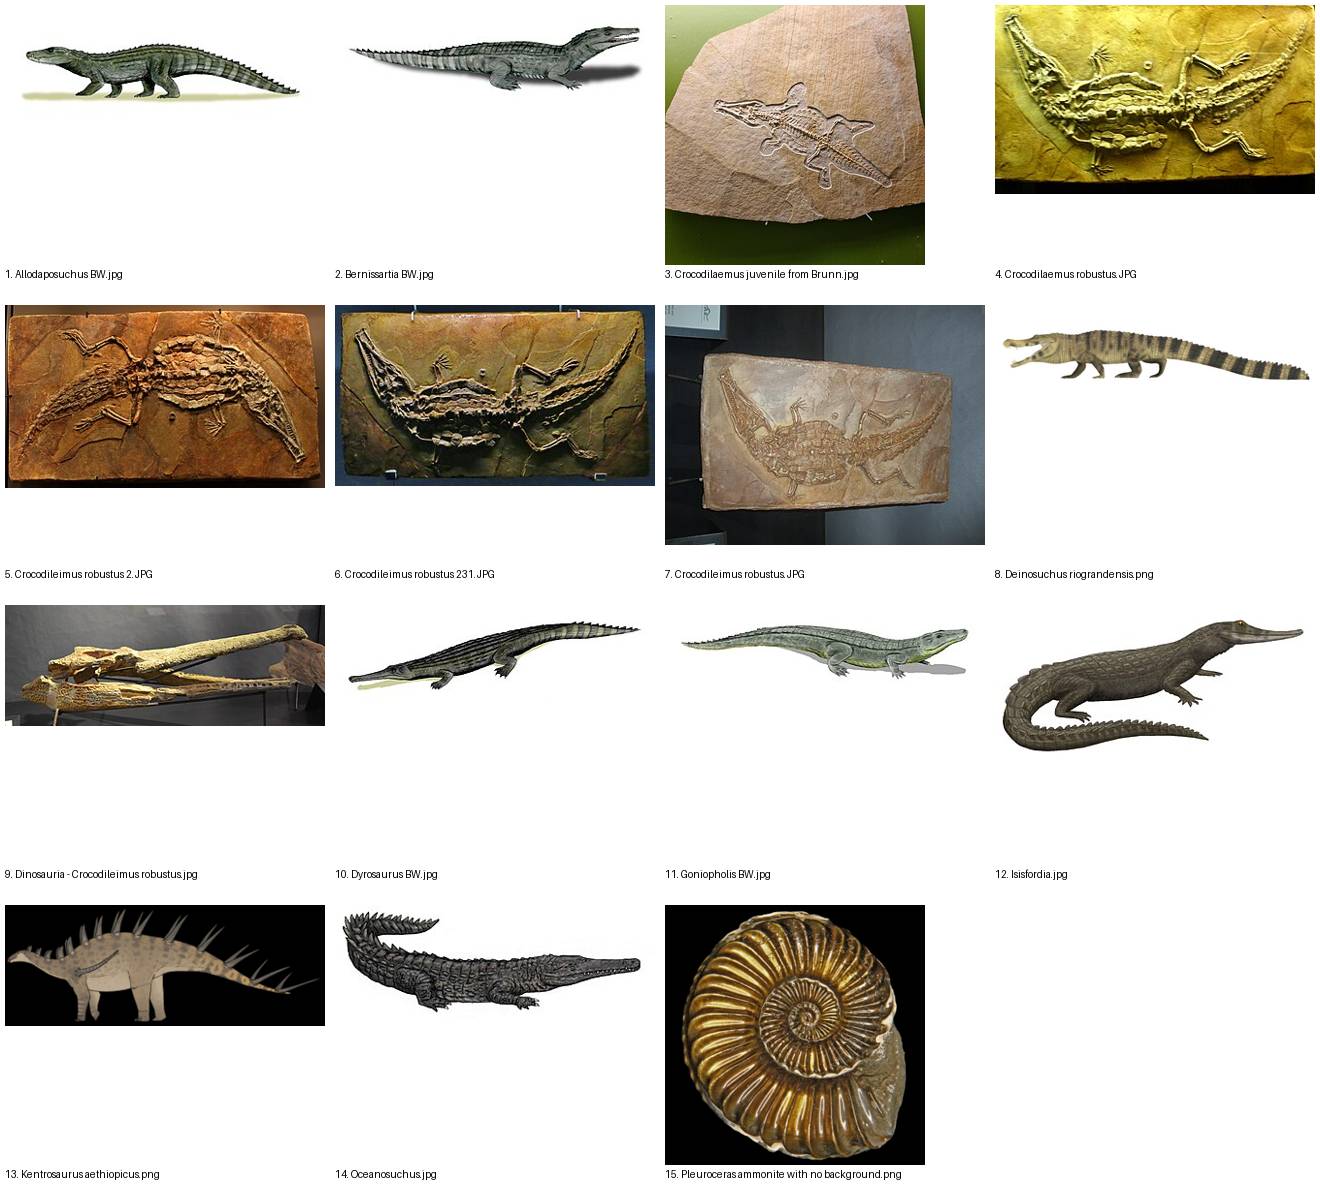 1. Allodaposuchus BW.jpg
2. Bernissartia BW.jpg
3. Crocodilaemus juvenile from Brunn.jpg
4. Crocodilaemus robustus.JPG
5. Crocodileimus robustus 2.JPG
6. Crocodileimus robustus 231.JPG
7. Crocodileimus robustus.JPG
8. Deinosuchus riograndensis.png
9. Dinosauria - Crocodileimus robustus.jpg
10. Dyrosaurus BW.jpg
11. Goniopholis BW.jpg
12. Isisfordia.jpg
13. Kentrosaurus aethiopicus.png
14. Oceanosuchus.jpg
15. Pleuroceras ammonite with no background.png